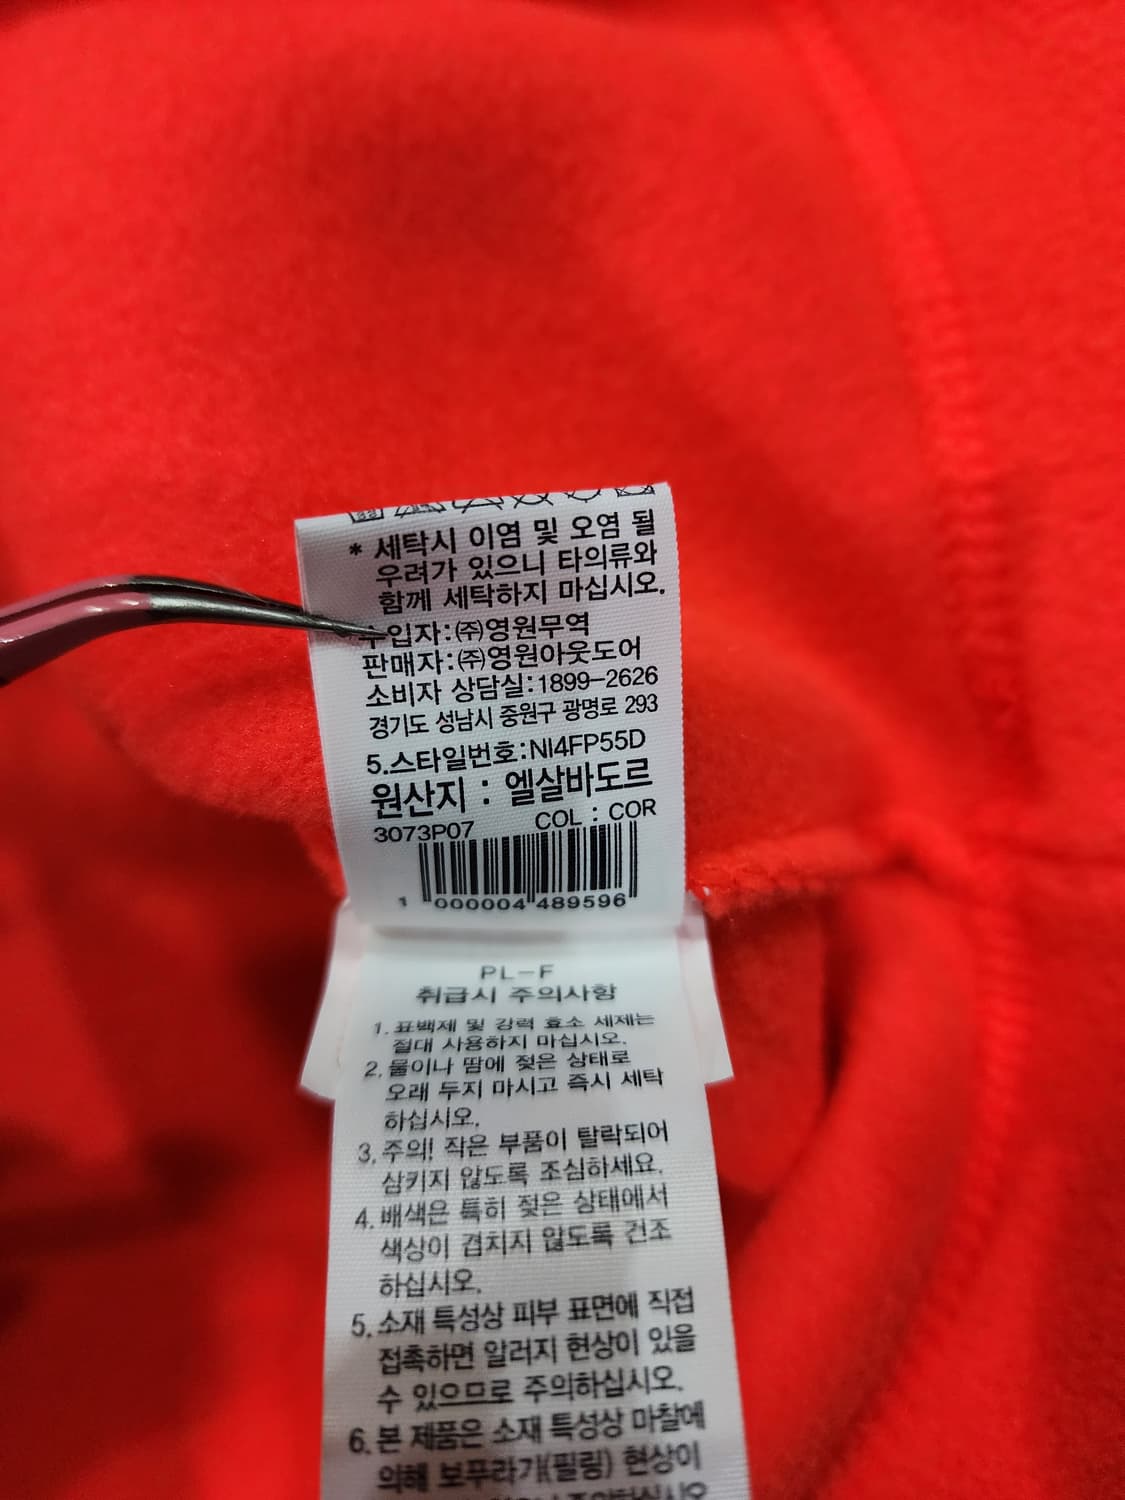 * 세탁시 이염 및 오염 될
우려가 있으니 타의류와
함께 세탁하지 마십시오.
수입자:㈜영원무역
판매자:㈜영원아웃도어
소비자 상담실:1899-2626
경기도 성남시 중원구 광명로 293
5.스타일번호:NI4FP55D
원산지 : 엘살바도르
3073P07 COL : COR
1 000004 489596
PL-F
취급시 주의사항
1. 표백제 및 강력 효소 세제는
절대 사용하지 마십시오.
2. 물이나 땀에 젖은 상태로
오래 두지 마시고 즉시 세탁
하십시오.
3. 주의! 작은 부품이 탈락되어
삼키지 않도록 조심하세요.
4. 배색은 특히 젖은 상태에서
색상이 겹치지 않도록 건조
하십시오.
5. 소재 특성상 피부 표면에 직접
접촉하면 알러지 현상이 있을
수 있으므로 주의하십시오.
6. 본 제품은 소재 특성상 마찰에
의해 보푸라기(필링) 현상이